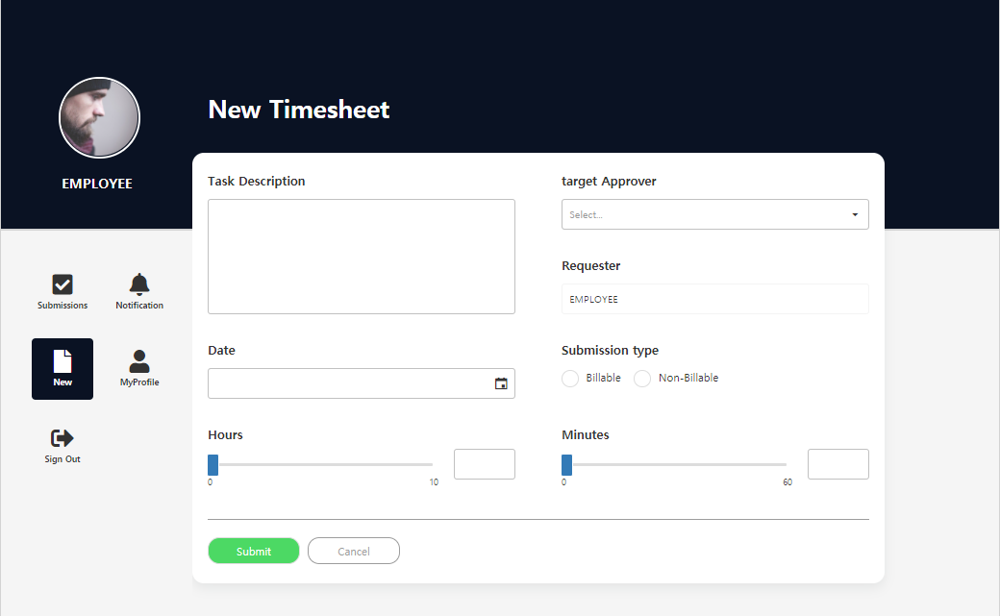 New Timesheet
EMPLOYEE
Submissions
Notification
New
MyProfile
Sign Out
Task Description
target Approver
Select...
Requester
EMPLOYEE
Date
Submission type
Billable
Non-Billable
Hours
0
10
Minutes
0
60
Submit
Cancel